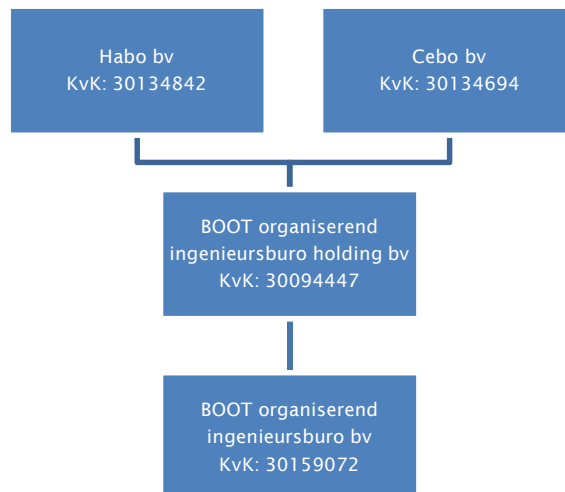 Habo bv
KvK: 30134842
Cebo bv
KvK: 30134694
BOOT organiserend
ingenieursburo holding bv
KvK: 30094447
BOOT organiserend
ingenieursburo bv
KvK: 30159072